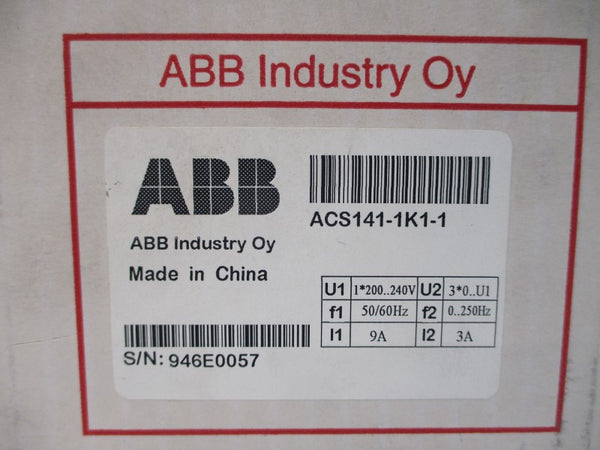 ABB Industry Oy
ABB
ACS141-1K1-1
ABB Industry Oy
Made in China
U1 1*200..240V U2 3*0..U1
f1 50/60Hz f2 0..250Hz
I1 9A I2 3A
S/N: 946E0057